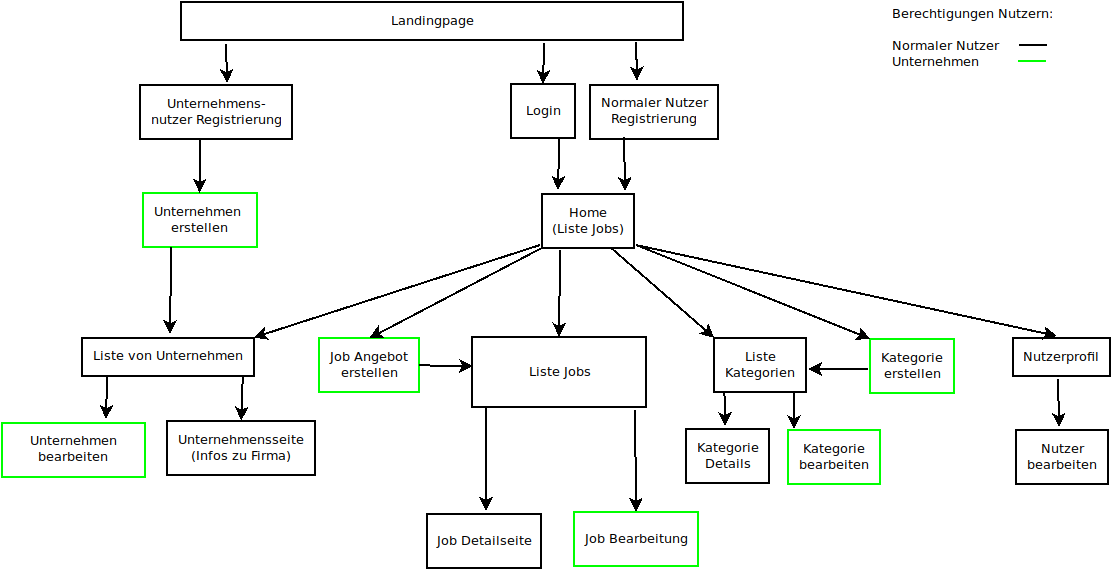 Landingpage
Berechtigungen Nutzern:
Normaler Nutzer
Unternehmen
Unternehmens-
nutzer Registrierung
Login
Normaler Nutzer
Registrierung
Unternehmen
erstellen
Home
(Liste Jobs)
Liste von Unternehmen
Job Angebot
erstellen
Liste Jobs
Liste
Kategorien
Kategorie
erstellen
Nutzerprofil
Unternehmen
bearbeiten
Unternehmensseite
(Infos zu Firma)
Kategorie
Details
Kategorie
bearbeiten
Nutzer
bearbeiten
Job Detailseite
Job Bearbeitung